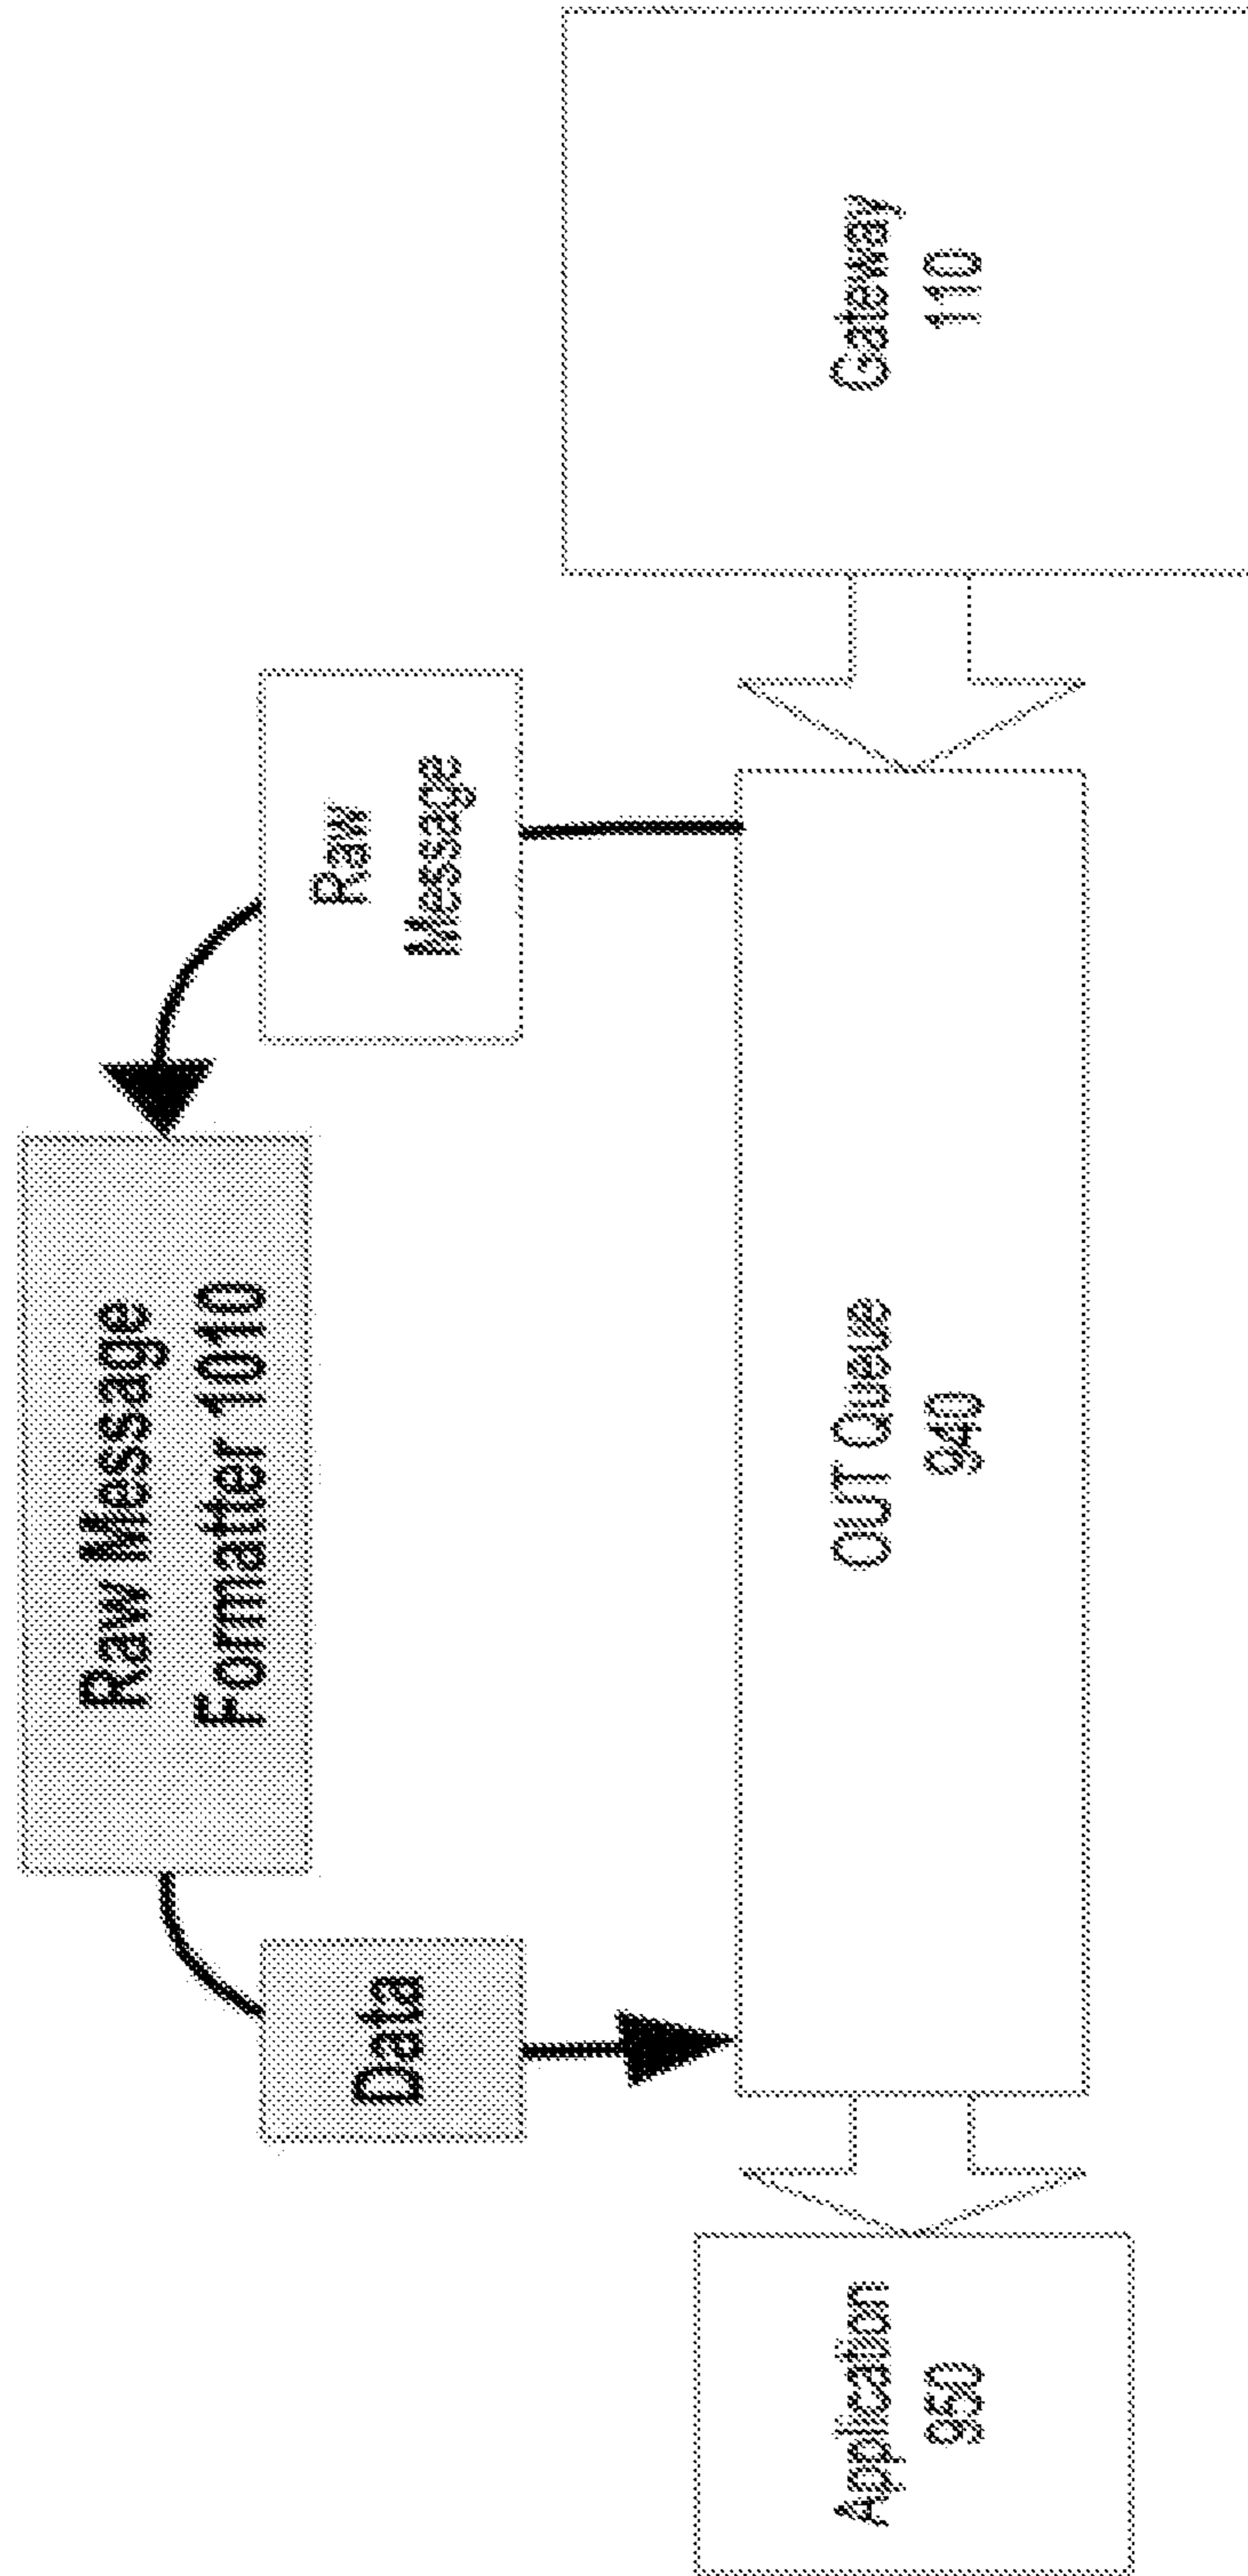 Raw Message
Formatter 1010
Data
Raw
Message
Application
950
OUT Queue
940
Gateway
110